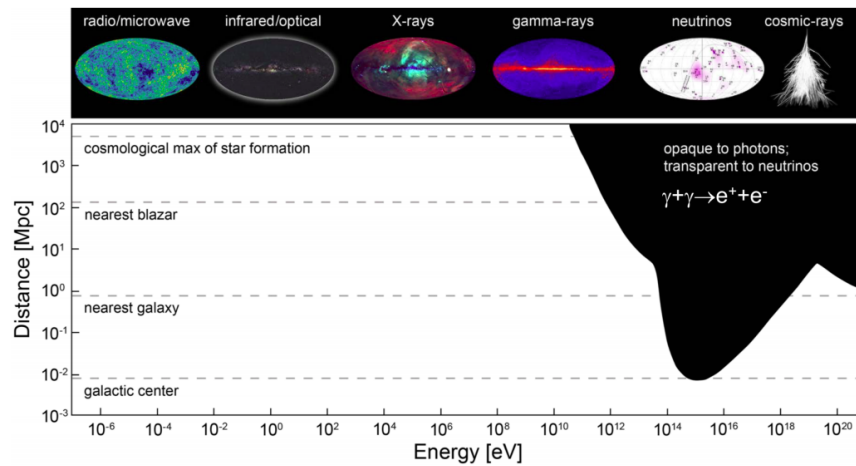 radio/microwave
infrared/optical
X-rays
gamma-rays
neutrinos
cosmic-rays
10⁴
10³
10²
10¹
10⁰
10⁻¹
10⁻²
10⁻³
Distance [Mpc]
cosmological max of star formation
nearest blazar
nearest galaxy
galactic center
opaque to photons;
transparent to neutrinos
γ+γ→e⁺+e⁻
10⁻⁶
10⁻⁴
10⁻²
10⁰
10²
10⁴
10⁶
10⁸
10¹⁰
10¹²
10¹⁴
10¹⁶
10¹⁸
10²⁰
Energy [eV]